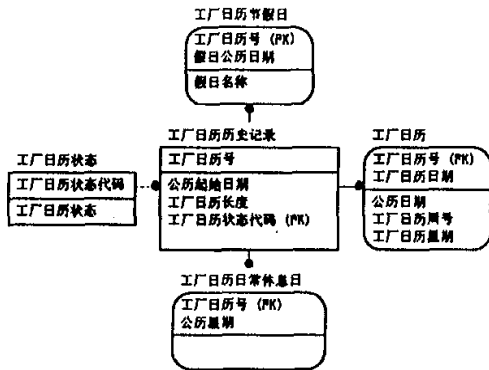 工厂日历节假日
工厂日历号 (PK)
假日公历日期
假日名称
工厂日历历史记录
工厂日历号
公历起始日期
工厂日历长度
工厂日历状态代码 (PK)
工厂日历状态
工厂日历状态代码
工厂日历状态
工厂日历
工厂日历号 (PK)
工厂日历日期
公历日期
工厂日历周号
工厂日历星期
工厂日历日常休息日
工厂日历号 (PK)
公历星期